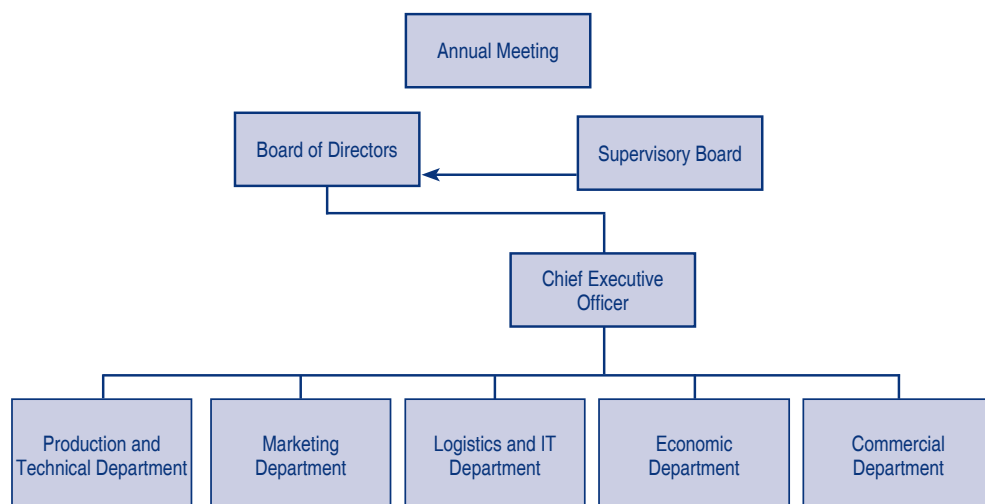 Annual Meeting
Board of Directors
Supervisory Board
Chief Executive
Officer
Production and
Technical Department
Marketing
Department
Logistics and IT
Department
Economic
Department
Commercial
Department